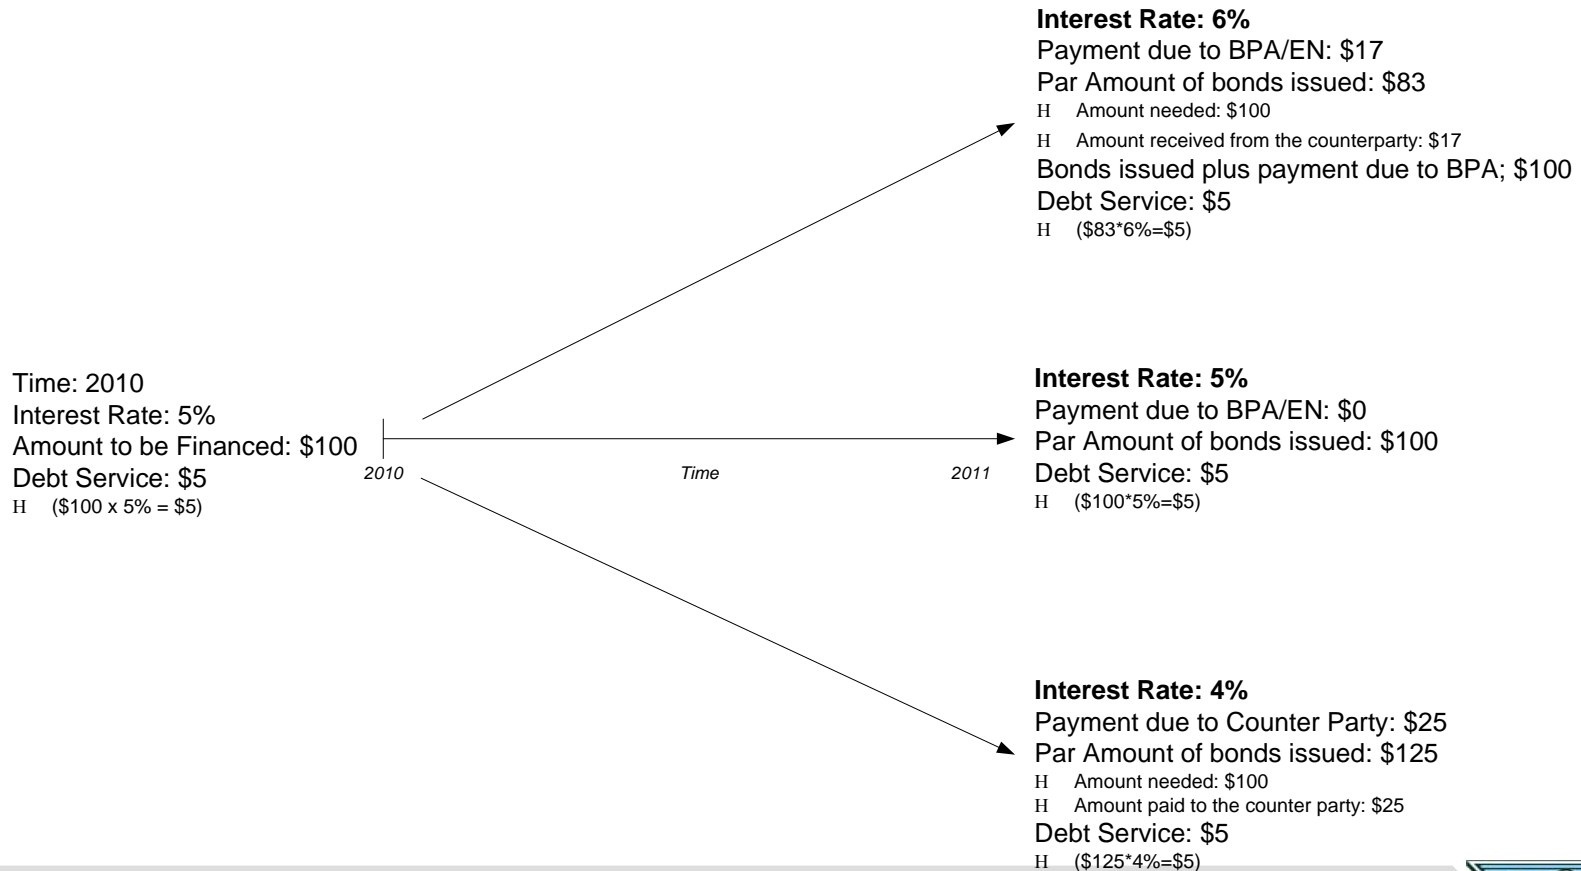 Time: 2010
Interest Rate: 5%
Amount to be Financed: $100
Debt Service: $5
H ($100 x 5% = $5)
2010
Time
2011
Interest Rate: 6%
Payment due to BPA/EN: $17
Par Amount of bonds issued: $83
H Amount needed: $100
H Amount received from the counterparty: $17
Bonds issued plus payment due to BPA; $100
Debt Service: $5
H ($83*6%=$5)
Interest Rate: 5%
Payment due to BPA/EN: $0
Par Amount of bonds issued: $100
Debt Service: $5
H ($100*5%=$5)
Interest Rate: 4%
Payment due to Counter Party: $25
Par Amount of bonds issued: $125
H Amount needed: $100
H Amount paid to the counter party: $25
Debt Service: $5
H ($125*4%=$5)